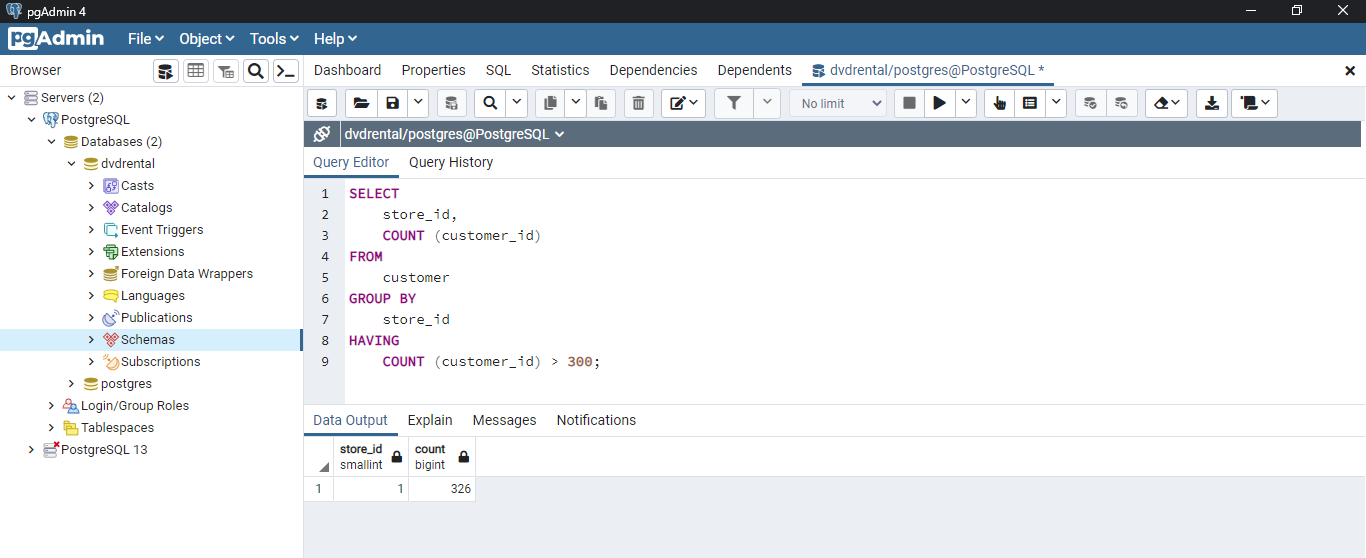 pgAdmin 4
pgAdmin File Object Tools Help
Browser
Dashboard Properties SQL Statistics Dependencies Dependents dvdrental/postgres@PostgreSQL *
Servers (2)
PostgreSQL
Databases (2)
dvdrental
Casts
Catalogs
Event Triggers
Extensions
Foreign Data Wrappers
Languages
Publications
Schemas
Subscriptions
postgres
Login/Group Roles
Tablespaces
PostgreSQL 13
No limit
dvdrental/postgres@PostgreSQL
Query Editor Query History
1 SELECT
2 store_id,
3 COUNT (customer_id)
4 FROM
5 customer
6 GROUP BY
7 store_id
8 HAVING
9 COUNT (customer_id) > 300;
Data Output Explain Messages Notifications
store_id count
smallint bigint
1 1 326